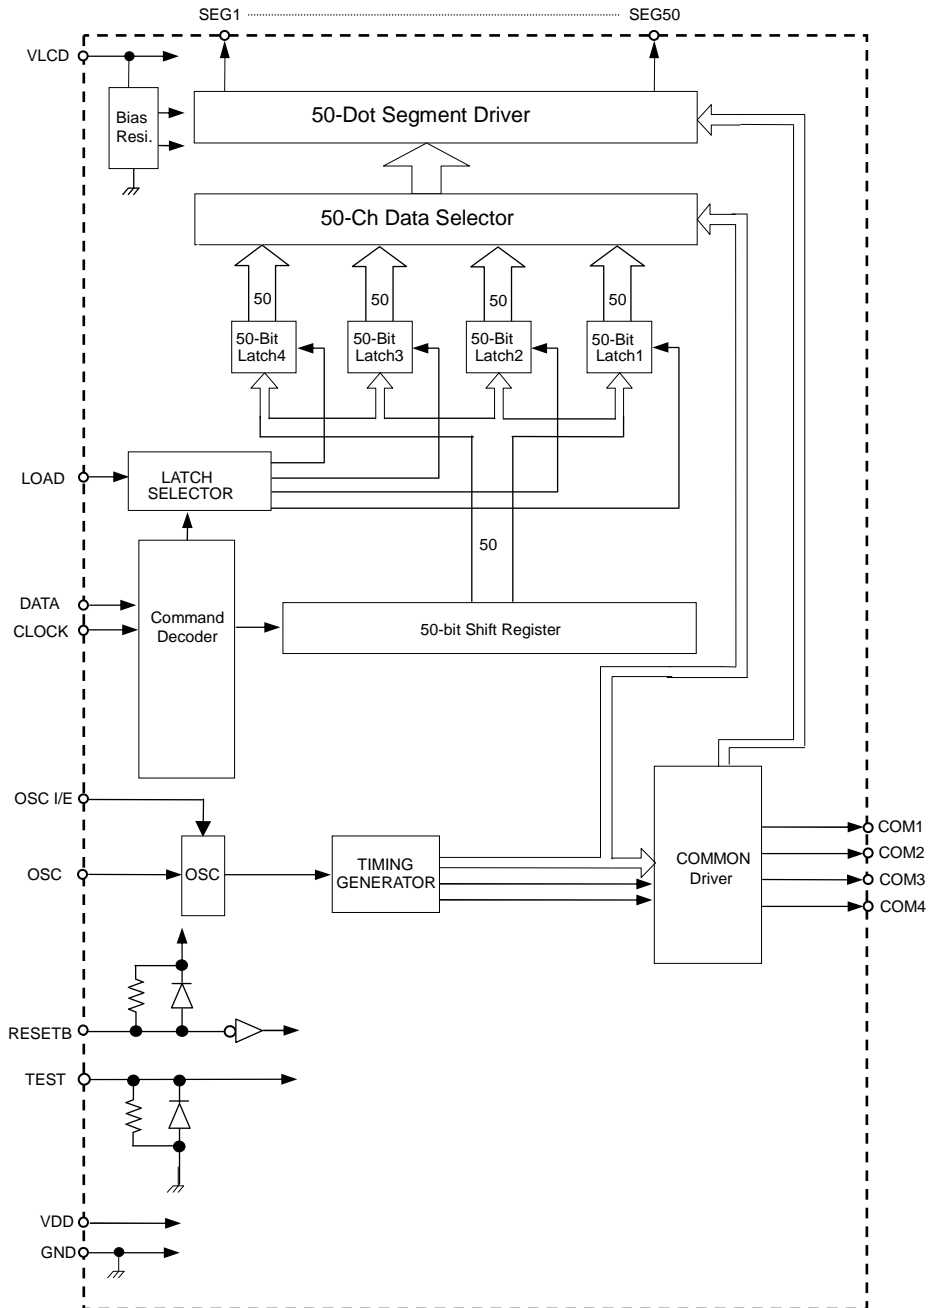 SEG1 SEG50
VLCD
Bias
Resi.
50-Dot Segment Driver
50-Ch Data Selector
50 50 50 50
50-Bit
Latch4
50-Bit
Latch3
50-Bit
Latch2
50-Bit
Latch1
LOAD
LATCH
SELECTOR
50
DATA
CLOCK
Command
Decoder
50-bit Shift Register
OSC I/E
OSC
OSC
TIMING
GENERATOR
COMMON
Driver
COM1
COM2
COM3
COM4
RESETB
TEST
VDD
GND